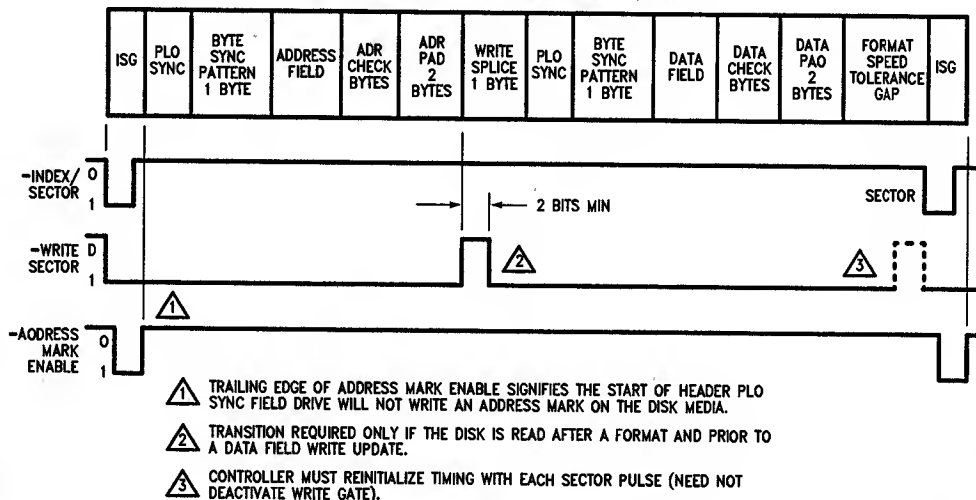 ISG
PLO
SYNC
BYTE
SYNC
PATTERN
1 BYTE
ADDRESS
FIELD
ADR
CHECK
BYTES
ADR
PAD
2
BYTES
WRITE
SPLICE
1 BYTE
PLO
SYNC
BYTE
SYNC
PATTERN
1 BYTE
DATA
FIELD
DATA
CHECK
BYTES
DATA
PAO
2
BYTES
FORMAT
SPEED
TOLERANCE
GAP
ISG
-INDEX/
SECTOR
0
1
2 BITS MIN
SECTOR
-WRITE
SECTOR
D
1
2
3
1
-AODRESS
MARK
ENABLE
0
1
1 TRAILING EDGE OF ADDRESS MARK ENABLE SIGNIFIES THE START OF HEADER PLO
SYNC FIELD DRIVE WILL NOT WRITE AN ADDRESS MARK ON THE DISK MEDIA.
2 TRANSITION REQUIRED ONLY IF THE DISK IS READ AFTER A FORMAT AND PRIOR TO
A DATA FIELD WRITE UPDATE.
3 CONTROLLER MUST REINITIALIZE TIMING WITH EACH SECTOR PULSE (NEED NOT
DEACTIVATE WRITE GATE).